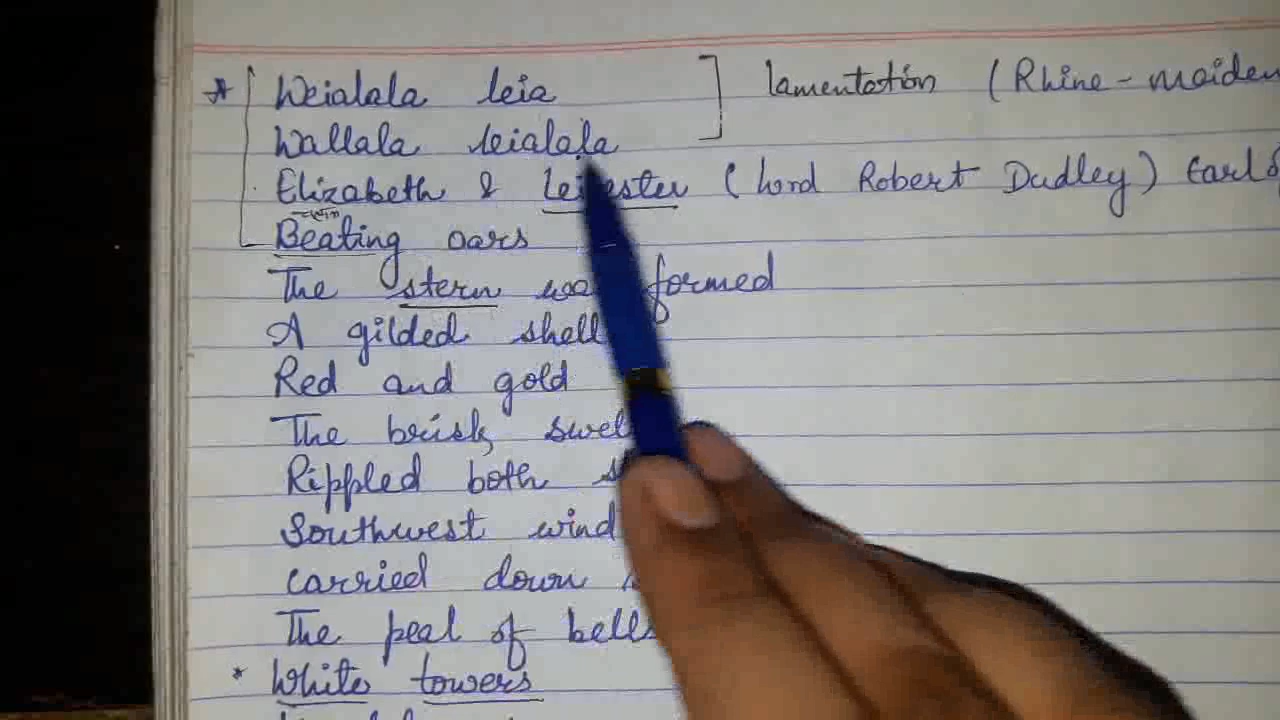 * Weialala leia ] lamentation (Rhine-maiden
Wallala leialala
Elizabeth & Leicester (Lord Robert Dudley) Earl
Beating oars
The stern formed
A gilded shell
Red and gold
The brisk swell
Rippled both
Southwest wind
carried down
The peal of bells
* White towers